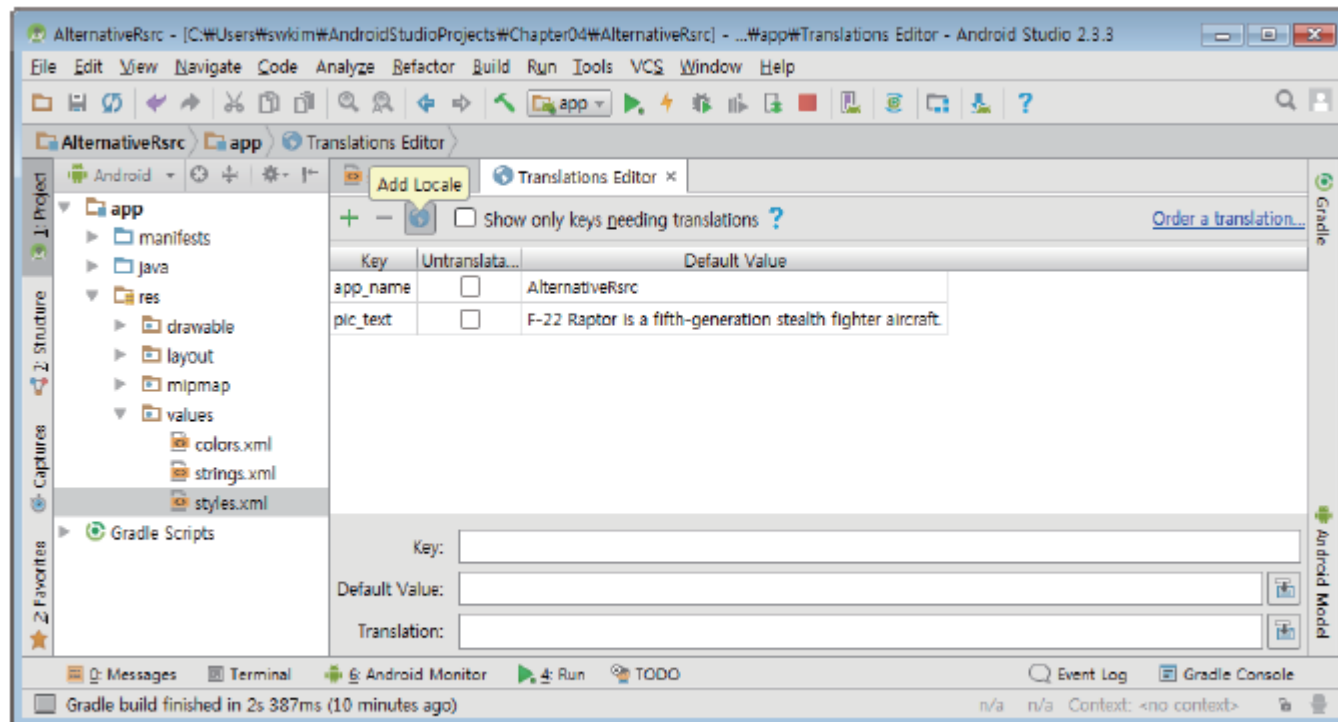 AlternativeRsrc - [C:₩Users₩swkim₩AndroidStudioProjects₩Chapter04₩AlternativeRsrc] - ...₩app₩Translations Editor - Android Studio 2.3.3
File Edit View Navigate Code Analyze Refactor Build Run Tools VCS Window Help
app
AlternativeRsrc app Translations Editor
1: Project
2: Structure
Captures
2: Favorites
Android
app
manifests
java
res
drawable
layout
mipmap
values
colors.xml
strings.xml
styles.xml
Gradle Scripts
Add Locale
Translations Editor ×
Show only keys needing translations ?
Order a translation...
Key Untranslata... Default Value
app_name AlternativeRsrc
pic_text F-22 Raptor is a fifth-generation stealth fighter aircraft.
Key:
Default Value:
Translation:
Gradle
Android Model
0: Messages Terminal 6: Android Monitor 4: Run TODO Event Log Gradle Console
Gradle build finished in 2s 387ms (10 minutes ago) n/a n/a Context: <no context>